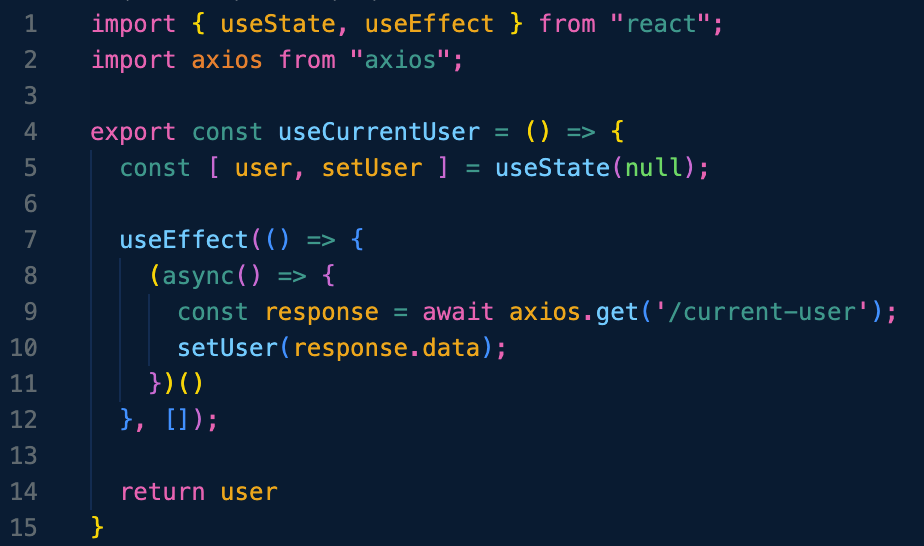 1 import { useState, useEffect } from "react";
2 import axios from "axios";
3
4 export const useCurrentUser = () => {
5   const [ user, setUser ] = useState(null);
6
7   useEffect(() => {
8     (async() => {
9       const response = await axios.get('/current-user');
10       setUser(response.data);
11     })()
12   }, []);
13
14   return user
15 }